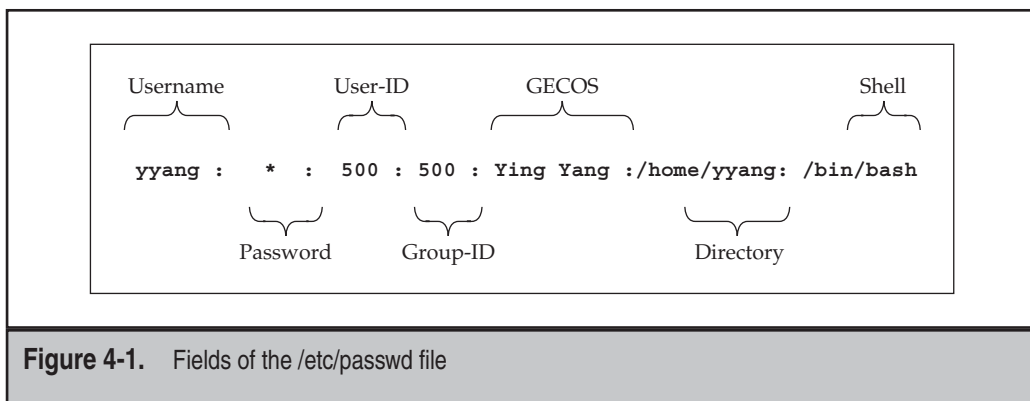 Username User-ID GECOS Shell
yyang : * : 500 : 500 : Ying Yang :/home/yyang: /bin/bash
Password Group-ID Directory
Figure 4-1. Fields of the /etc/passwd file